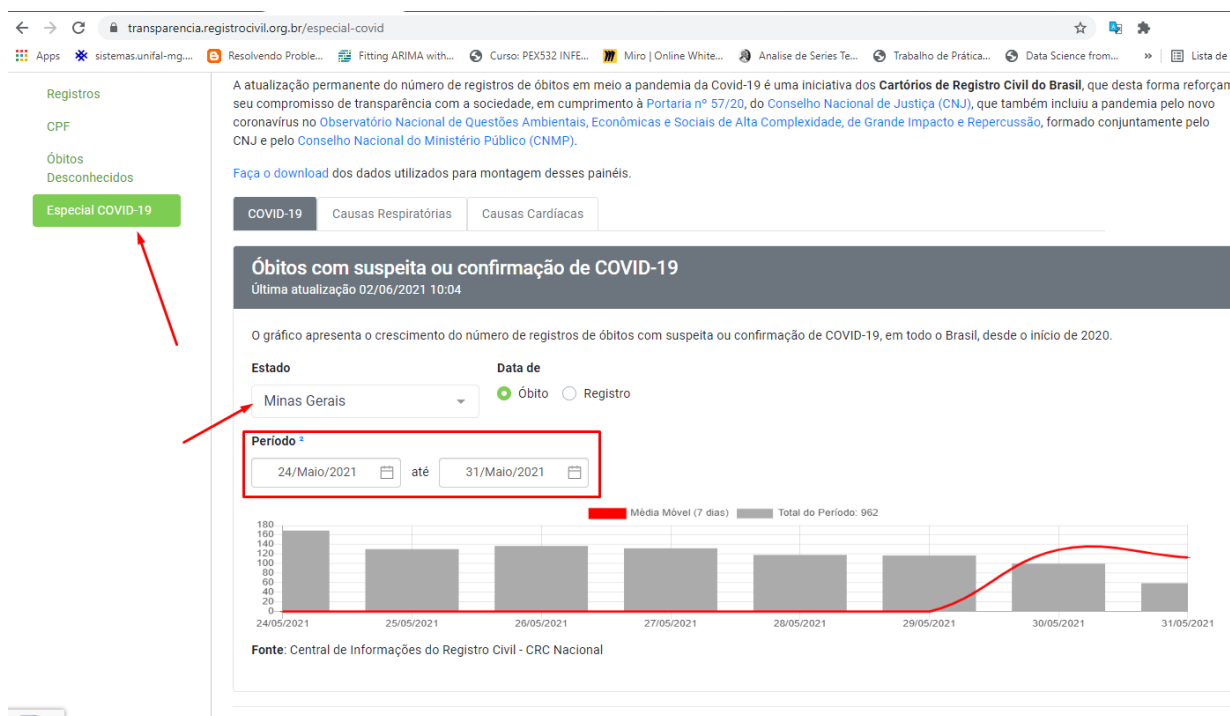 transparencia.registrocivil.org.br/especial-covid
Apps sistemas.unifal-mg.... Resolvendo Proble... Fitting ARIMA with... Curso: PEX532 INFE... Miro | Online White... Analise de Series Te... Trabalho de Prática... Data Science from... » Lista de
Registros
CPF
Óbitos
Desconhecidos
Especial COVID-19
A atualização permanente do número de registros de óbitos em meio a pandemia da Covid-19 é uma iniciativa dos Cartórios de Registro Civil do Brasil, que desta forma reforçam
seu compromisso de transparência com a sociedade, em cumprimento à Portaria nº 57/20, do Conselho Nacional de Justiça (CNJ), que também incluiu a pandemia pelo novo
coronavírus no Observatório Nacional de Questões Ambientais, Econômicas e Sociais de Alta Complexidade, de Grande Impacto e Repercussão, formado conjuntamente pelo
CNJ e pelo Conselho Nacional do Ministério Público (CNMP).
Faça o download dos dados utilizados para montagem desses painéis.
COVID-19 Causas Respiratórias Causas Cardíacas
Óbitos com suspeita ou confirmação de COVID-19
Última atualização 02/06/2021 10:04
O gráfico apresenta o crescimento do número de registros de óbitos com suspeita ou confirmação de COVID-19, em todo o Brasil, desde o início de 2020.
Estado Data de
Minas Gerais Óbito Registro
Período ²
24/Maio/2021 até 31/Maio/2021
Média Móvel (7 dias) Total do Período: 962
180
160
140
120
100
80
60
40
20
0
24/05/2021 25/05/2021 26/05/2021 27/05/2021 28/05/2021 29/05/2021 30/05/2021 31/05/2021
Fonte: Central de Informações do Registro Civil - CRC Nacional